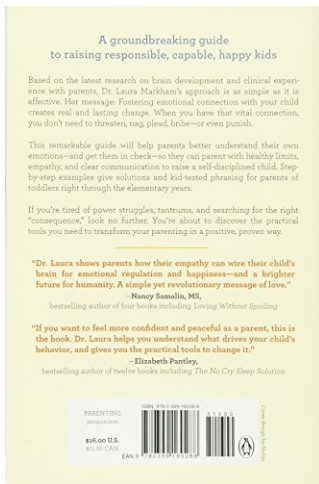 A groundbreaking guide
to raising responsible, capable, happy kids
Based on the latest research on brain development and clinical experi-
ence with parents, Dr. Laura Markham's approach is as simple as it is
effective. Her message: Fostering emotional connection with your child
creates real and lasting change. When you have that vital connection,
you don't need to threaten, nag, plead, bribe—or even punish.
This remarkable guide will help parents better understand their own
emotions—and get them in check—so they can parent with healthy limits,
empathy, and clear communication to raise a self-disciplined child. Step-
by-step examples give solutions and kid-tested phrasing for parents of
toddlers right through the elementary years.
If you're tired of power struggles, tantrums, and searching for the right
"consequence," look no further. You're about to discover the practical
tools you need to transform your parenting in a positive, proven way.
"Dr. Laura shows parents how their empathy can wire their child's
brain for emotional regulation and happiness—and a brighter
future for humanity. A simple yet revolutionary message of love."
—Nancy Samalin, MS,
bestselling author of four books including Loving Without Spoiling
"If you want to feel more confident and peaceful as a parent, this is
the book. Dr. Laura helps you understand what drives your child's
behavior, and gives you the practical tools to change it."
—Elizabeth Pantley,
bestselling author of twelve books including The No Cry Sleep Solution
PARENTING
penguin.com
$16.00 U.S.
ISBN 978-0-399-16028-8
51600
EAN 9 780399 160288